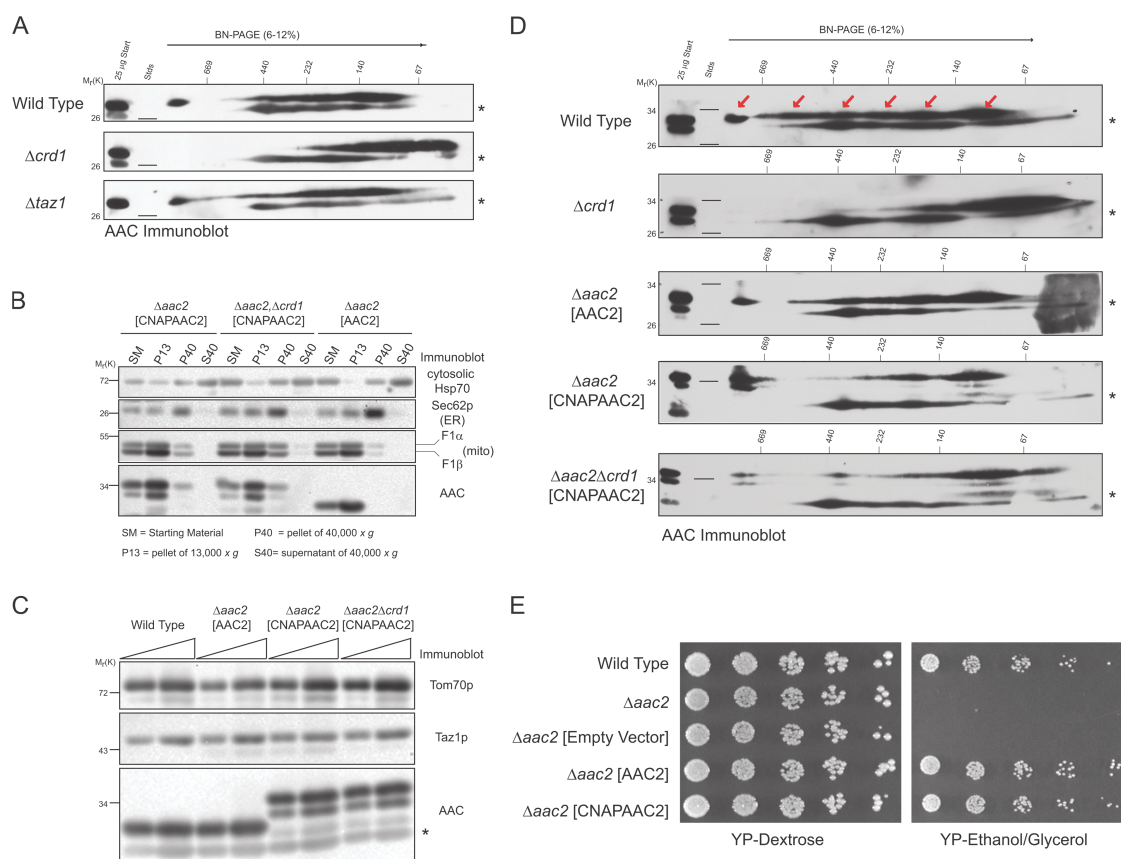 A
BN-PAGE (6-12%)
25 µg Start
Stds
Mr(K)
669
440
232
140
67
Wild Type
26
*
Δcrd1
26
*
Δtaz1
26
*
AAC Immunoblot
B
Δaac2
[CNAPAAC2]
Δaac2,Δcrd1
[CNAPAAC2]
Δaac2
[AAC2]
SM P13 P40 S40 SM P13 P40 S40 SM P13 P40 S40
Mr(K)
Immunoblot
72
cytosolic
Hsp70
26
Sec62p
(ER)
55
F1α
(mito)
F1β
34
AAC
SM = Starting Material
P40 = pellet of 40,000 x g
P13 = pellet of 13,000 x g
S40= supernatant of 40,000 x g
C
Wild Type
Δaac2
[AAC2]
Δaac2
[CNAPAAC2]
Δaac2Δcrd1
[CNAPAAC2]
Mr(K)
Immunoblot
72
Tom70p
43
Taz1p
34
AAC
*
D
BN-PAGE (6-12%)
25 µg Start
Stds
Mr(K)
669
440
232
140
67
Wild Type
34
26
*
669
440
232
140
67
Δcrd1
34
26
*
669
440
232
140
67
Δaac2
[AAC2]
34
26
*
669
440
232
140
67
Δaac2
[CNAPAAC2]
34
*
669
440
232
140
67
Δaac2Δcrd1
[CNAPAAC2]
34
*
AAC Immunoblot
E
Wild Type
Δaac2
Δaac2 [Empty Vector]
Δaac2 [AAC2]
Δaac2 [CNAPAAC2]
YP-Dextrose
YP-Ethanol/Glycerol